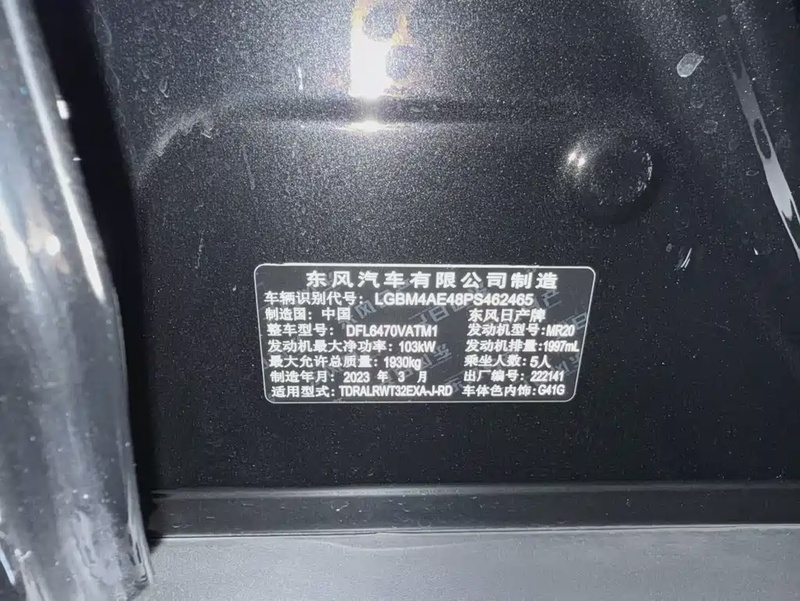 东风汽车有限公司制造
车辆识别代号：LGBM4AE48PS462465
制造国：中国 东风日产牌
整车型号：DFL6470VATM1 发动机型号：MR20
发动机最大净功率：103kW 发动机排量：1997mL
最大允许总质量：1930kg 乘坐人数：5人
制造年月：2023 年 3 月 出厂编号：222141
适用型式：TDRALRWT32EXA-J-RD 车体色内饰：G41G